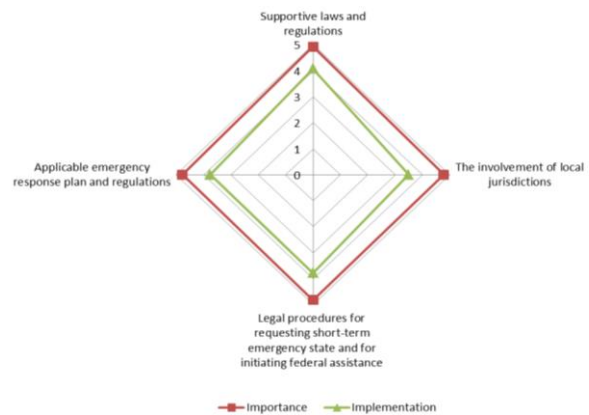 Supportive laws and
regulations
5
4
3
2
1
0
Applicable emergency
response plan and regulations
The involvement of local
jurisdictions
Legal procedures for
requesting short-term
emergency state and for
initiating federal assistance
Importance
Implementation